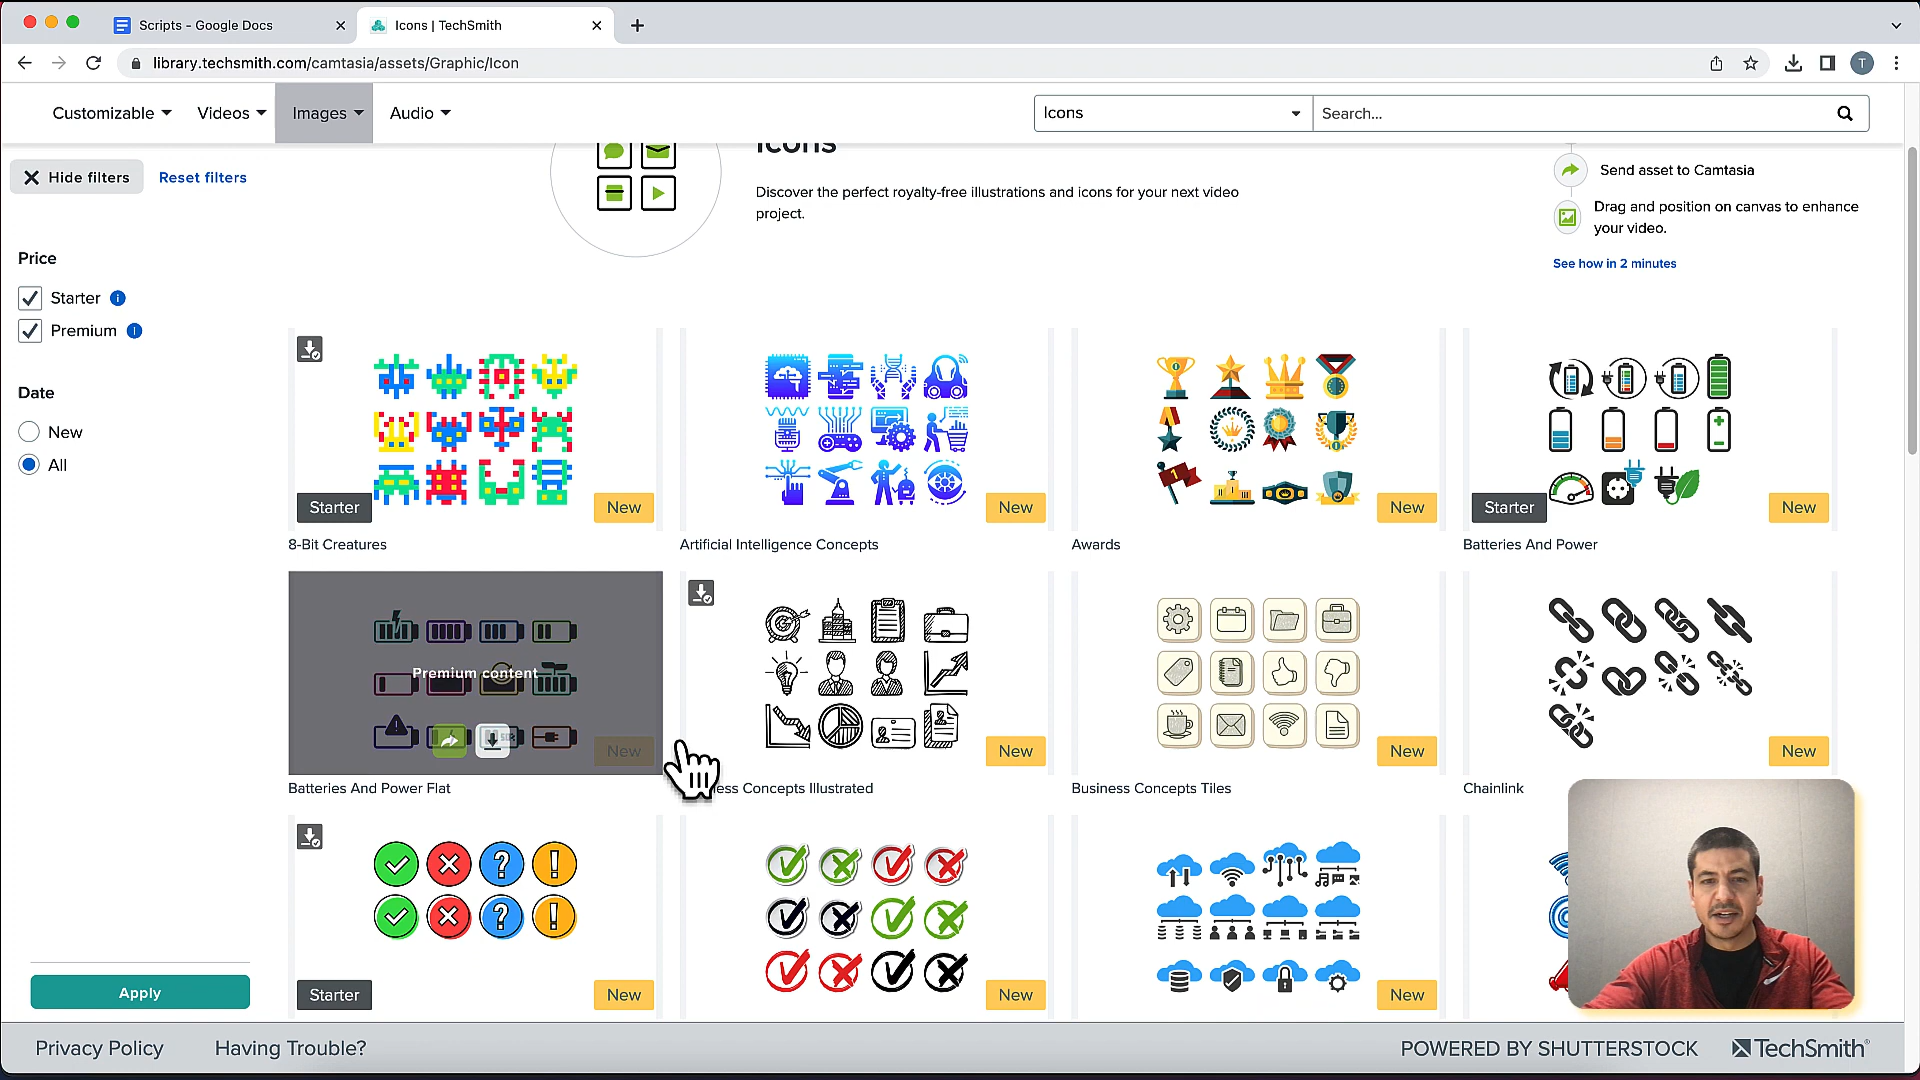 Scripts - Google Docs
Icons | TechSmith
library.techsmith.com/camtasia/assets/Graphic/Icon
T
Customizable
Videos
Images
Audio
Icons
Search...
Hide filters
Reset filters
Icons
Discover the perfect royalty-free illustrations and icons for your next video
project.
Send asset to Camtasia
Drag and position on canvas to enhance
your video.
See how in 2 minutes
Price
Starter
Premium
Date
New
All
Starter
New
New
New
Starter
New
8-Bit Creatures
Artificial Intelligence Concepts
Awards
Batteries And Power
Premium content
New
New
New
New
Batteries And Power Flat
ess Concepts Illustrated
Business Concepts Tiles
Chainlink
Starter
New
New
New
Apply
Privacy Policy
Having Trouble?
POWERED BY SHUTTERSTOCK
TechSmith